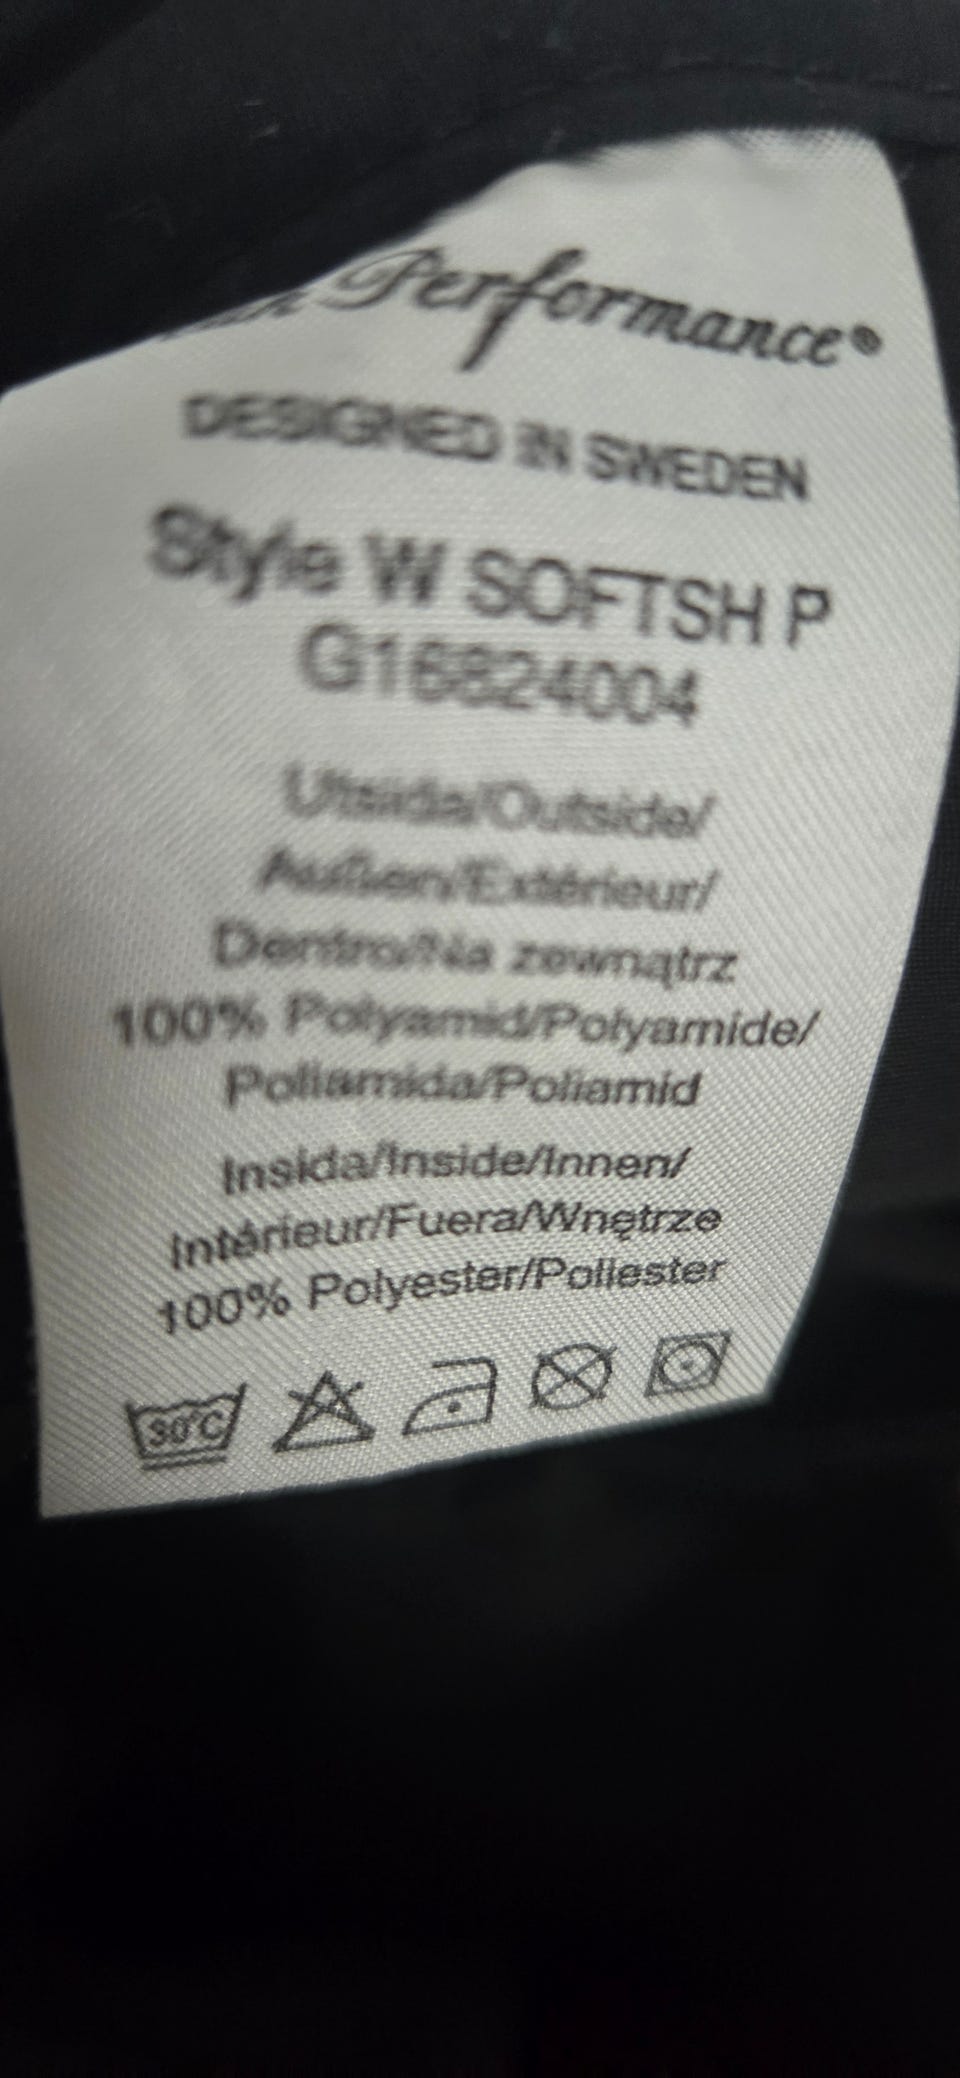 Performance®
DESIGNED IN SWEDEN
Style W SOFTSH P
G16824004
Utsida/Outside/
Außen/Extérieur/
Dentro/Na zewnątrz
100% Polyamid/Polyamide/
Poliamida/Poliamid
Insida/Inside/Innen/
Intérieur/Fuera/Wnętrze
100% Polyester/Poliester
30°C